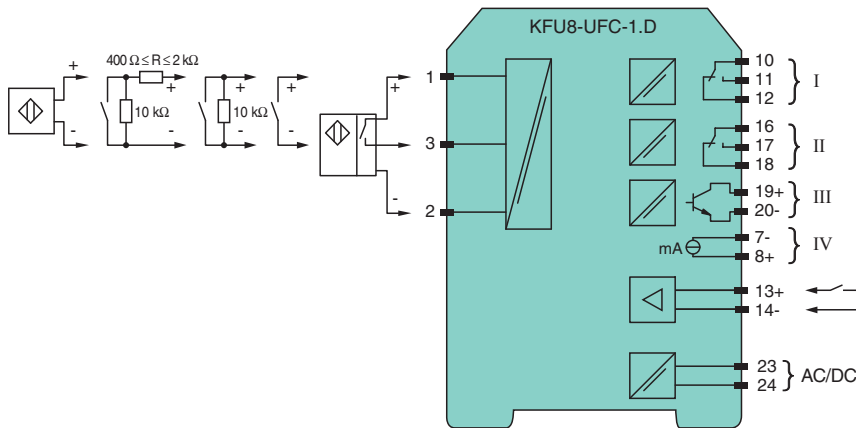 KFU8-UFC-1.D
400 Ω ≤ R ≤ 2 kΩ
+
+
+
+
+
10 kΩ
10 kΩ
-
-
-
-
-
1
3
2
10
11
12
I
16
17
18
II
19+
20-
III
7-
8+
IV
mA
13+
14-
23
24
AC/DC